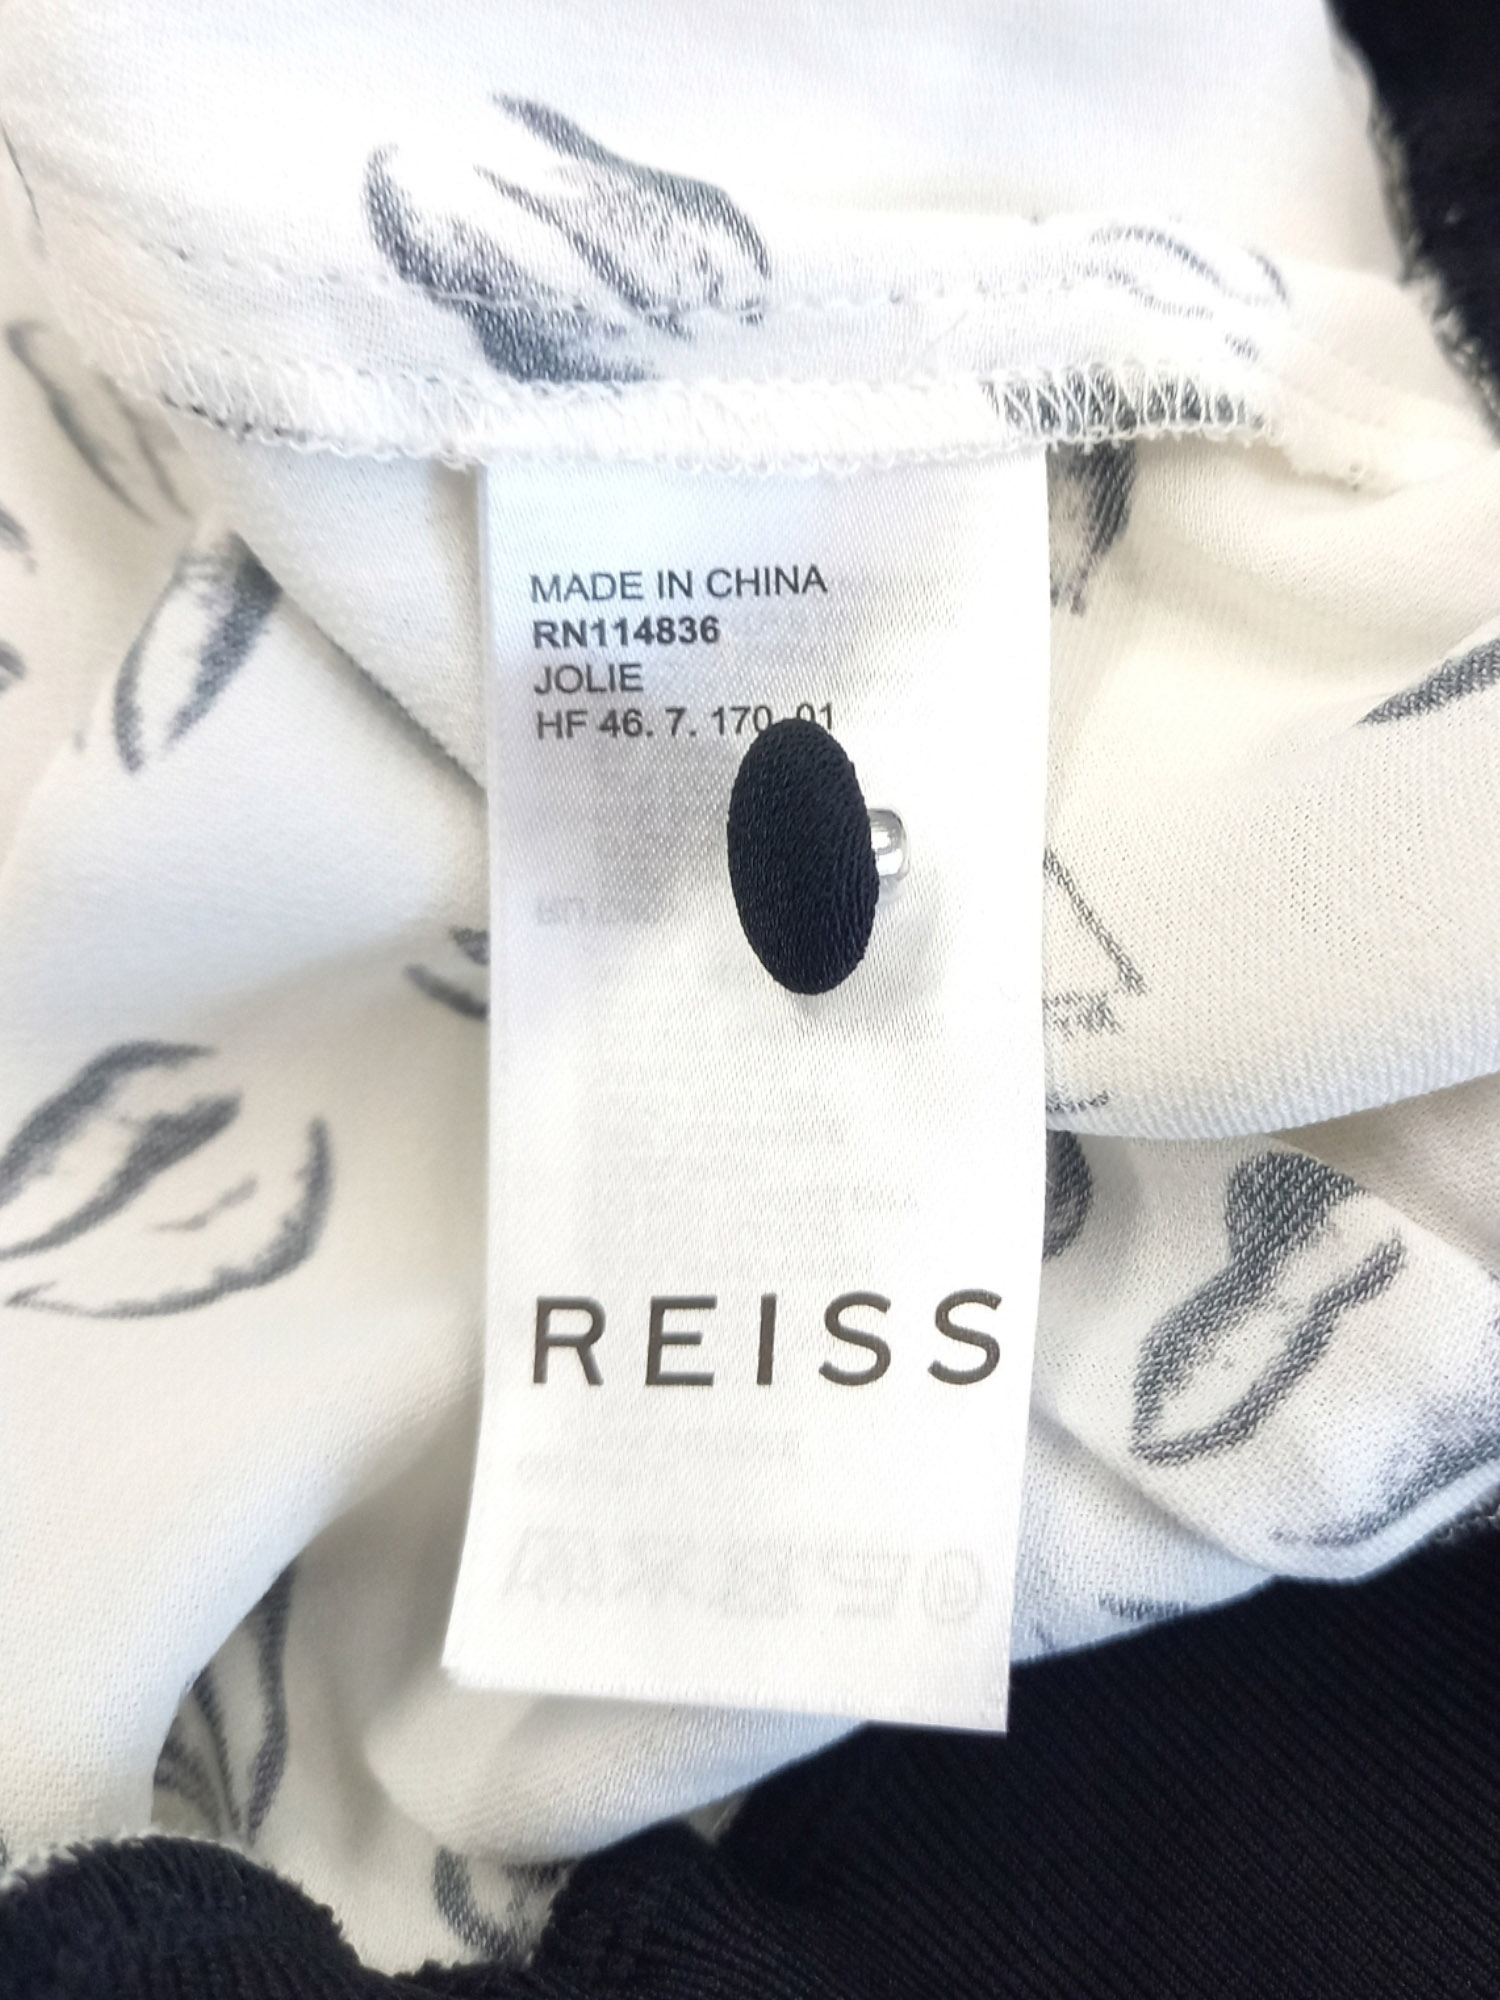 MADE IN CHINA
RN114836
JOLIE
HF 46. 7. 170 01
REISS